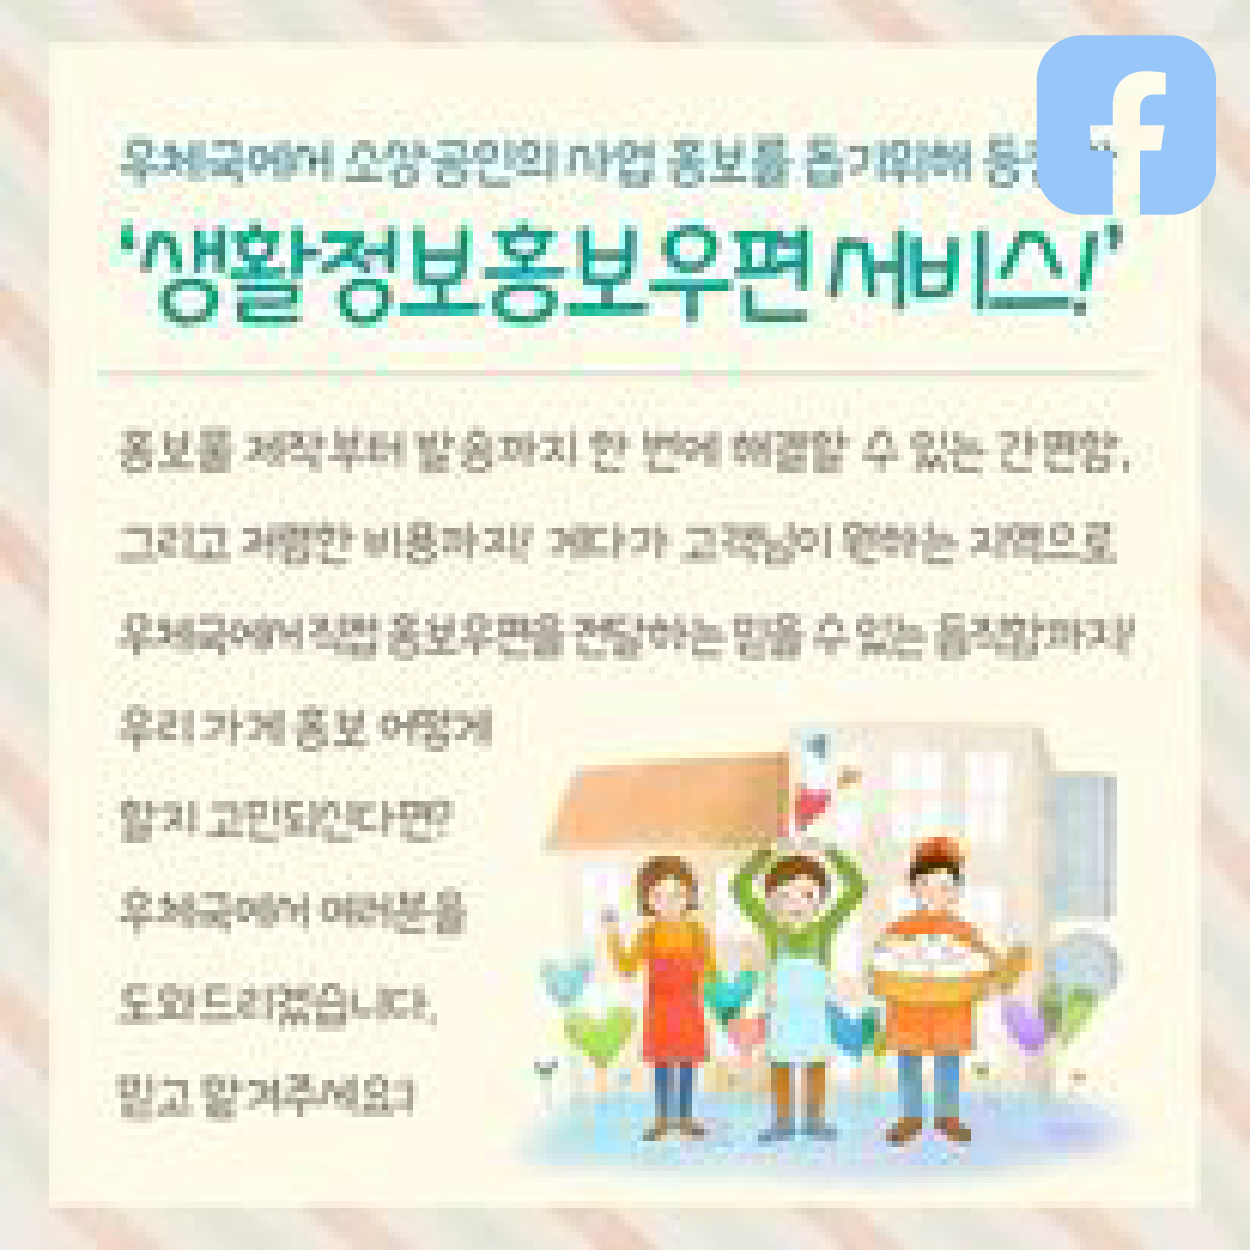 우체국에서 소상공인의 사업 홍보를 돕기위해
'생활정보홍보우편 서비스!'
홍보물 제작부터 발송까지 한 번에 해결할 수 있는 간편함,
그리고 저렴한 비용까지! 게다가 고객님이 원하는 지역으로
우체국에서 직접 홍보우편을 전달하는 믿을 수 있는 움직함까지!
우리 가게 홍보 어떻게
할지 고민되신다면?
우체국에서 여러분을
도와드리겠습니다.
믿고 맡겨주세요:)